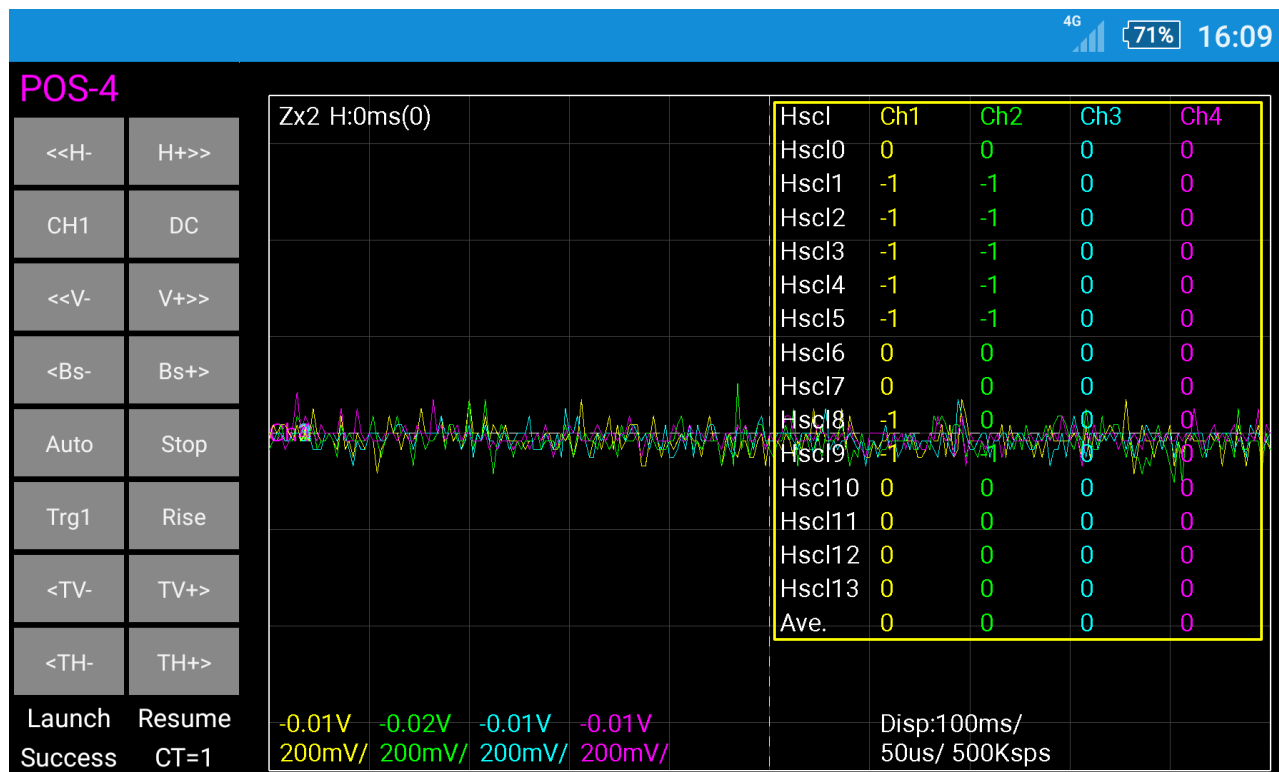 4G 71% 16:09
POS-4
<<H- H+>>
CH1 DC
<<V- V+>>
<Bs- Bs+>
Auto Stop
Trg1 Rise
<TV- TV+>
<TH- TH+>
Launch Resume
Success CT=1
Zx2 H:0ms(0)
Hscl Ch1 Ch2 Ch3 Ch4
Hscl0 0 0 0 0
Hscl1 -1 -1 0 0
Hscl2 -1 -1 0 0
Hscl3 -1 -1 0 0
Hscl4 -1 -1 0 0
Hscl5 -1 -1 0 0
Hscl6 0 0 0 0
Hscl7 0 0 0 0
Hscl8 -1 0 0 0
Hscl9 -1 -1 0 0
Hscl10 0 0 0 0
Hscl11 0 0 0 0
Hscl12 0 0 0 0
Hscl13 0 0 0 0
Ave. 0 0 0 0
-0.01V -0.02V -0.01V -0.01V
200mV/ 200mV/ 200mV/ 200mV/
Disp:100ms/
50us/ 500Ksps